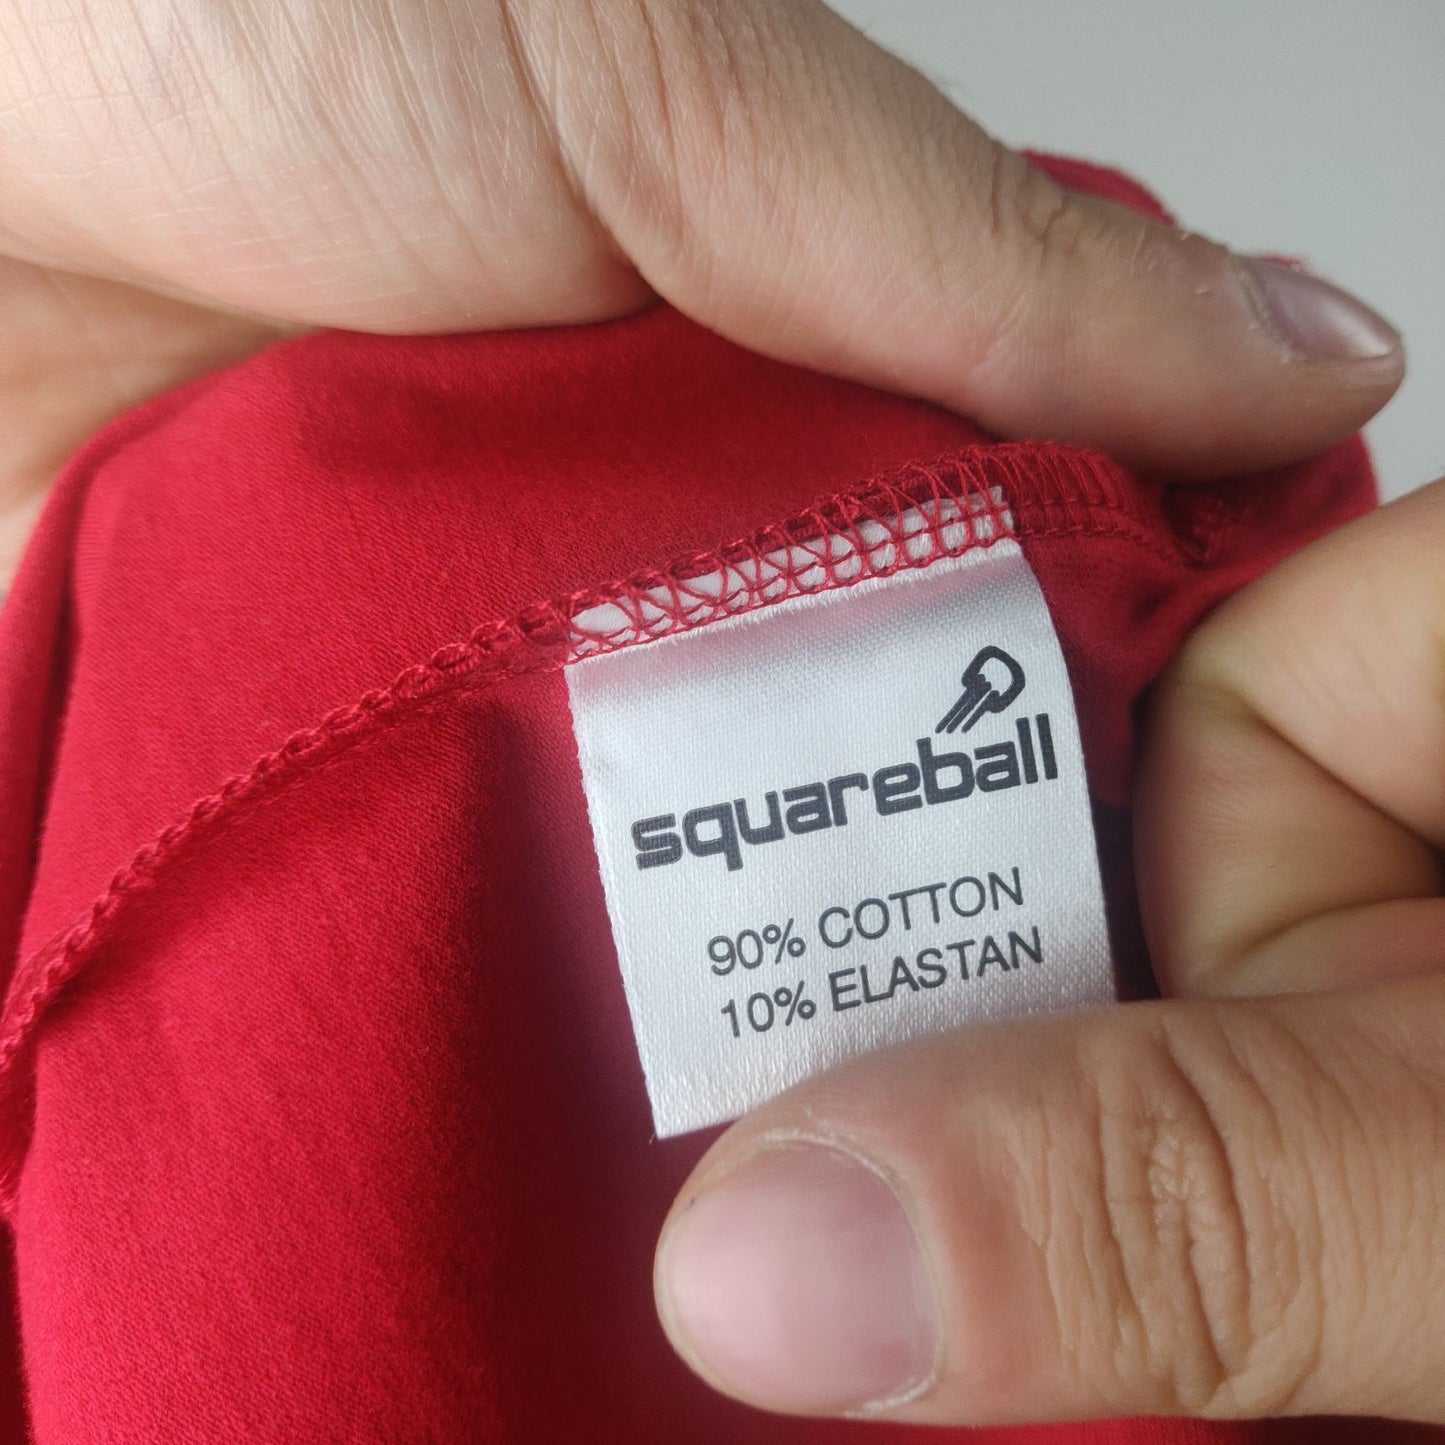 squareball
90% COTTON
10% ELASTAN